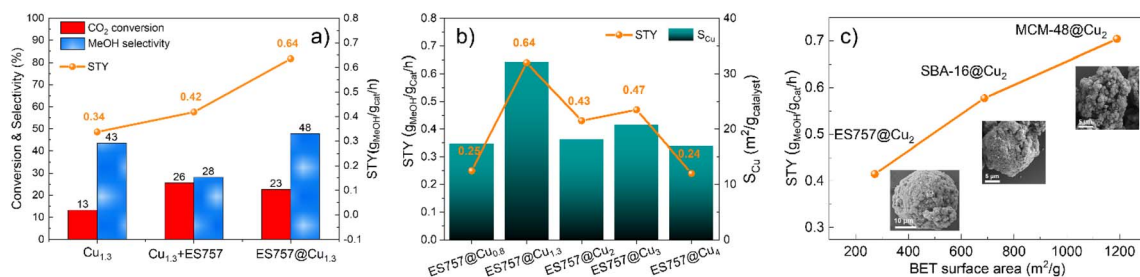 a)
CO2 conversion
MeOH selectivity
STY
Conversion & Selectivity (%)
100
90
80
70
60
50
40
30
20
10
0
0.34
0.42
0.64
13
43
26
28
23
48
Cu1.3
Cu1.3+ES757
ES757@Cu1.3
0.8
0.7
0.6
0.5
0.4
0.3
0.2
0.1
0.0
-0.1
STY(gMeOH/gcat/h)
b)
STY
SCu
STY (gMeOH/gCat/h)
0.8
0.7
0.6
0.5
0.4
0.3
0.2
0.1
0.0
0.25
0.64
0.43
0.47
0.24
ES757@Cu0.8
ES757@Cu1.3
ES757@Cu2
ES757@Cu3
ES757@Cu4
40
30
20
10
0
SCu (m2/gcatalyst)
c)
STY (gMeOH/gCat/h)
0.7
0.6
0.5
0.4
0.3
MCM-48@Cu2
SBA-16@Cu2
ES757@Cu2
5 µm
10 µm
200
400
600
800
1000
1200
BET surface area (m2/g)